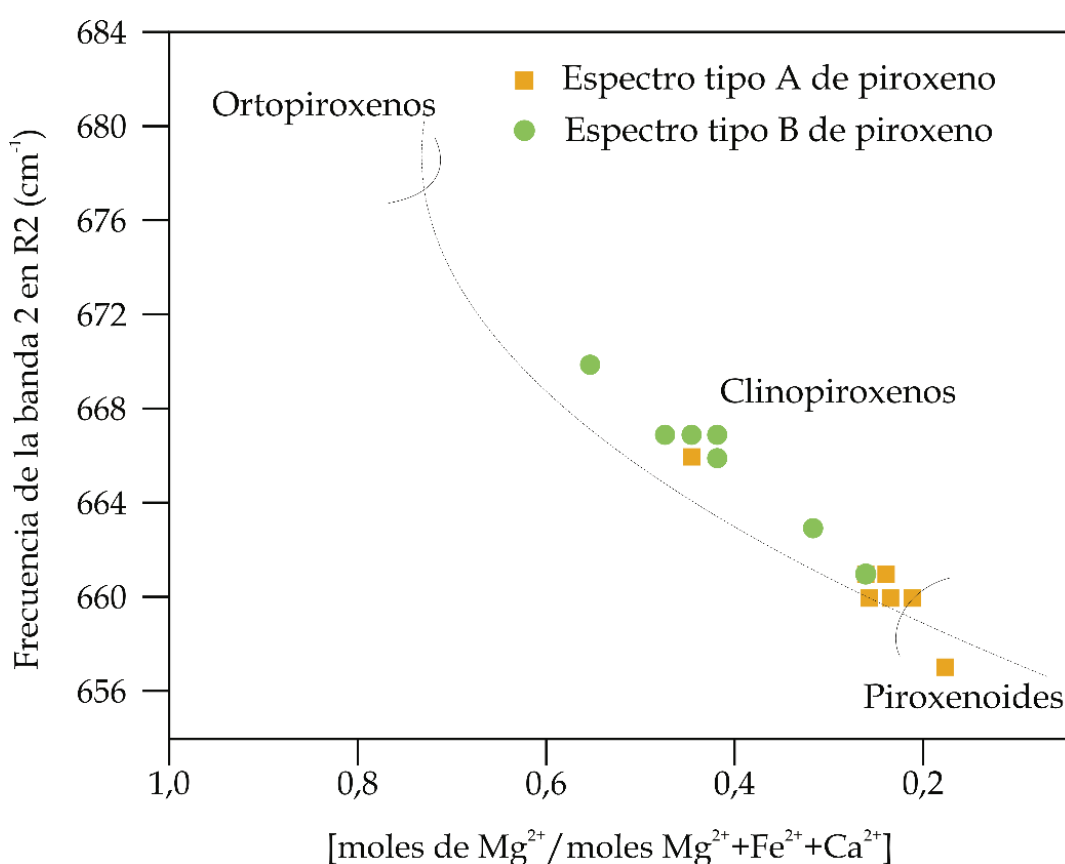 684
680
676
672
668
664
660
656
Frecuencia de la banda 2 en R2 (cm⁻¹)
Espectro tipo A de piroxeno
Espectro tipo B de piroxeno
Ortopiroxenos
Clinopiroxenos
Piroxenoides
1,0 0,8 0,6 0,4 0,2
[moles de Mg²⁺/moles Mg²⁺+Fe²⁺+Ca²⁺]